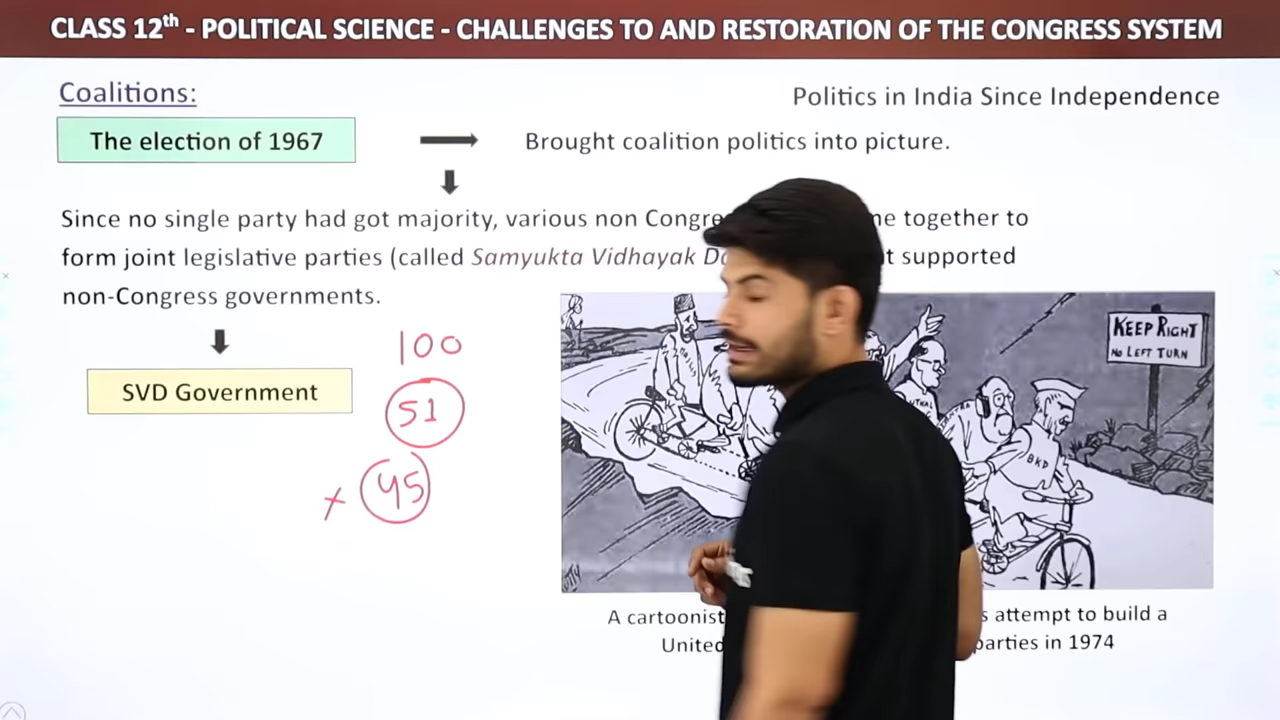 CLASS 12th - POLITICAL SCIENCE - CHALLENGES TO AND RESTORATION OF THE CONGRESS SYSTEM
Coalitions:
Politics in India Since Independence
The election of 1967
Brought coalition politics into picture.
Since no single party had got majority, various non together to
form joint legislative parties (called Samyukta Vidhayak supported
non-Congress governments.
SVD Government
100
51
× 45
KEEP RIGHT
NO LEFT TURN
UTKAL
BKD
A cartoonist attempt to build a
United parties in 1974